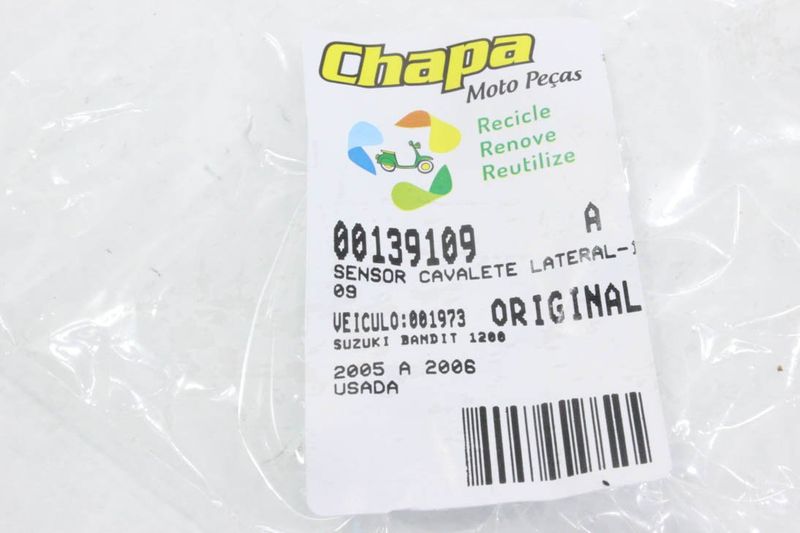 Chapa
Moto Peças
Recicle
Renove
Reutilize
00139109 A
SENSOR CAVALETE LATERAL-1
09
VEICULO:001973 ORIGINAL
SUZUKI BANDIT 1200
2005 A 2006
USADA